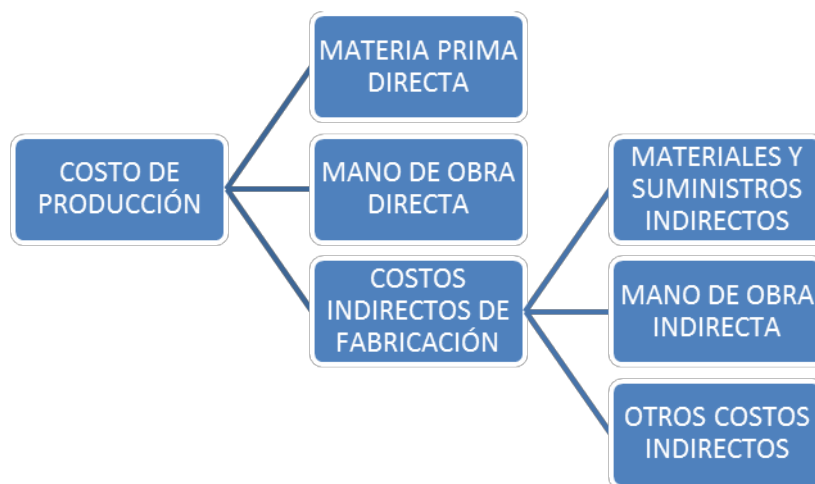 MATERIA PRIMA
DIRECTA
COSTO DE
PRODUCCIÓN
MANO DE OBRA
DIRECTA
COSTOS
INDIRECTOS DE
FABRICACIÓN
MATERIALES Y
SUMINISTROS
INDIRECTOS
MANO DE OBRA
INDIRECTA
OTROS COSTOS
INDIRECTOS